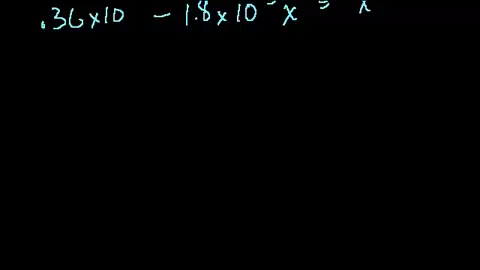 .36x10 - 1.8x10 x = x